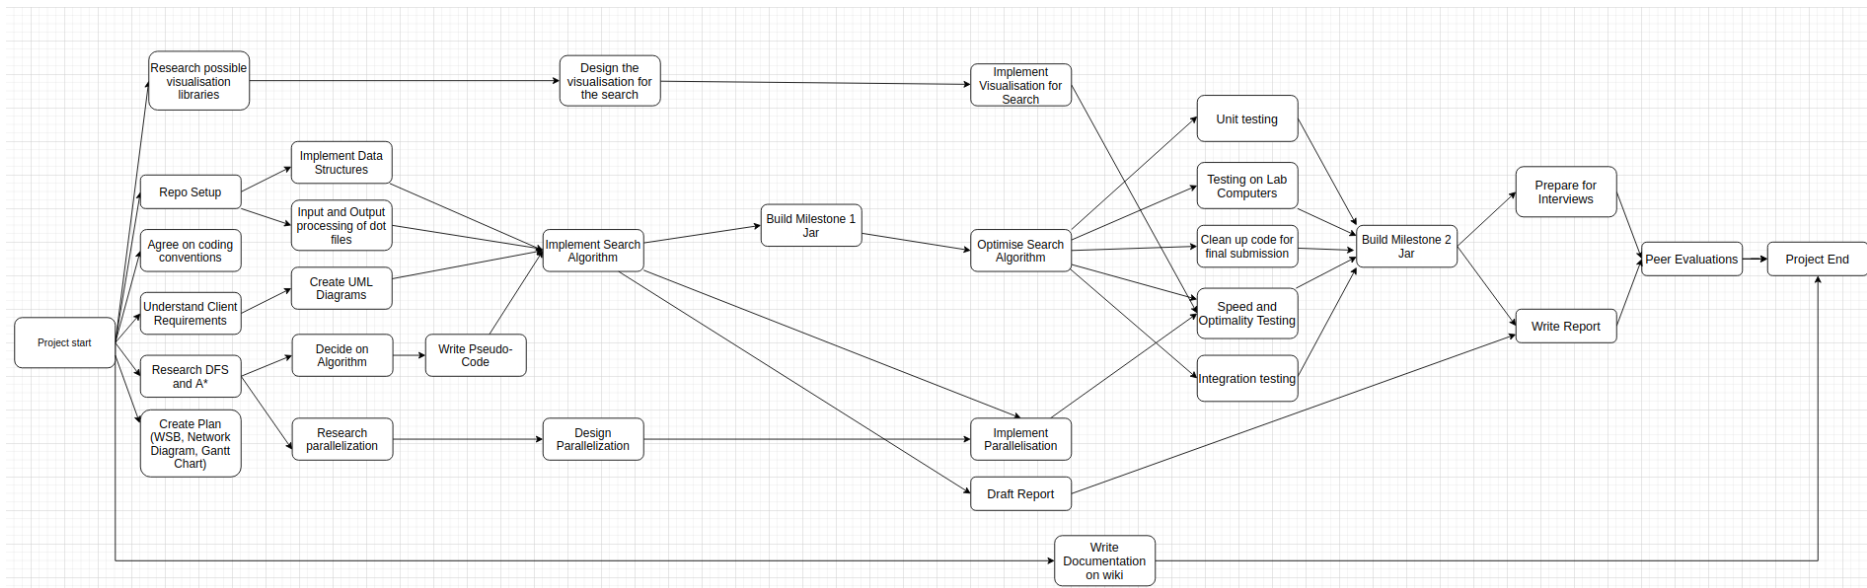 Project start
Research possible
visualisation
libraries
Repo Setup
Agree on coding
conventions
Understand Client
Requirements
Research DFS
and A*
Create Plan
(WSB, Network
Diagram, Gantt
Chart)
Implement Data
Structures
Input and Output
processing of dot
files
Create UML
Diagrams
Decide on
Algorithm
Research
parallelization
Write Pseudo-
Code
Design the
visualisation for
the search
Implement Search
Algorithm
Design
Parallelization
Build Milestone 1
Jar
Implement
Visualisation for
Search
Optimise Search
Algorithm
Implement
Parallelisation
Draft Report
Write
Documentation
on wiki
Unit testing
Testing on Lab
Computers
Clean up code for
final submission
Speed and
Optimality Testing
Integration testing
Build Milestone 2
Jar
Prepare for
Interviews
Write Report
Peer Evaluations
Project End